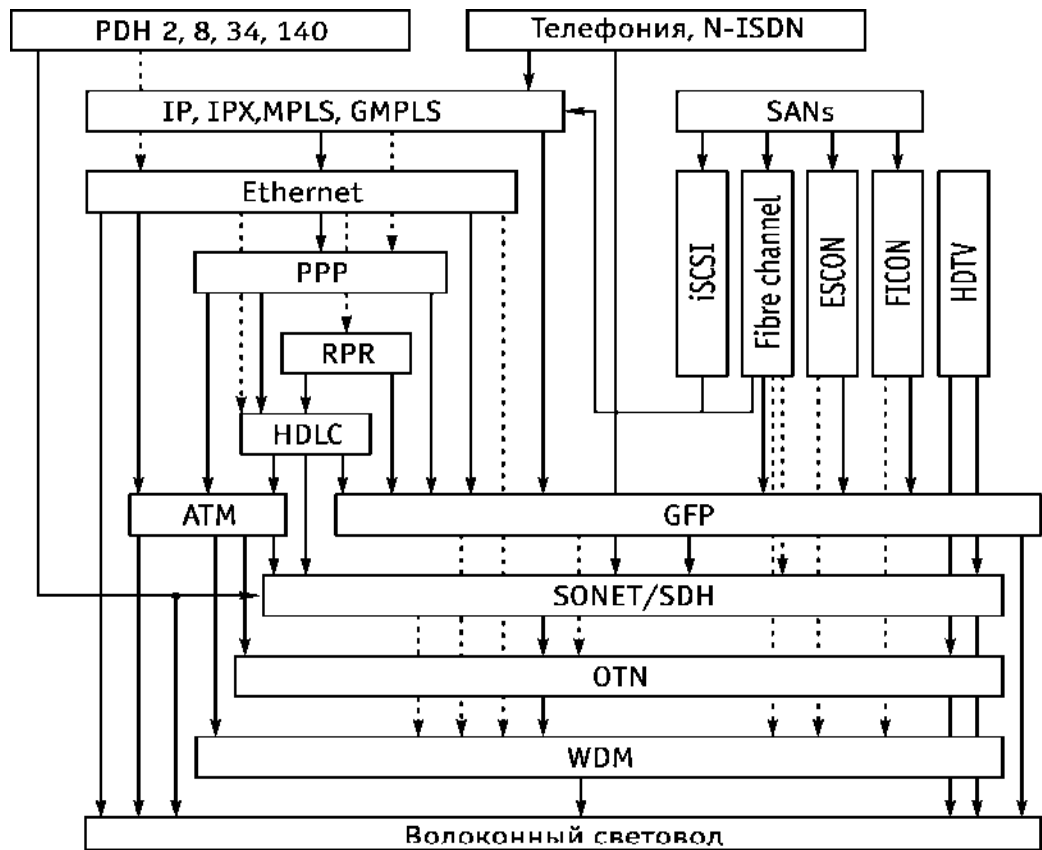 PDH 2, 8, 34, 140
Телефония, N-ISDN
IP, IPX,MPLS, GMPLS
SANs
Ethernet
iSCSI
Fibre channel
ESCON
FICON
HDTV
PPP
RPR
HDLC
ATM
GFP
SONET/SDH
OTN
WDM
Волоконный световод